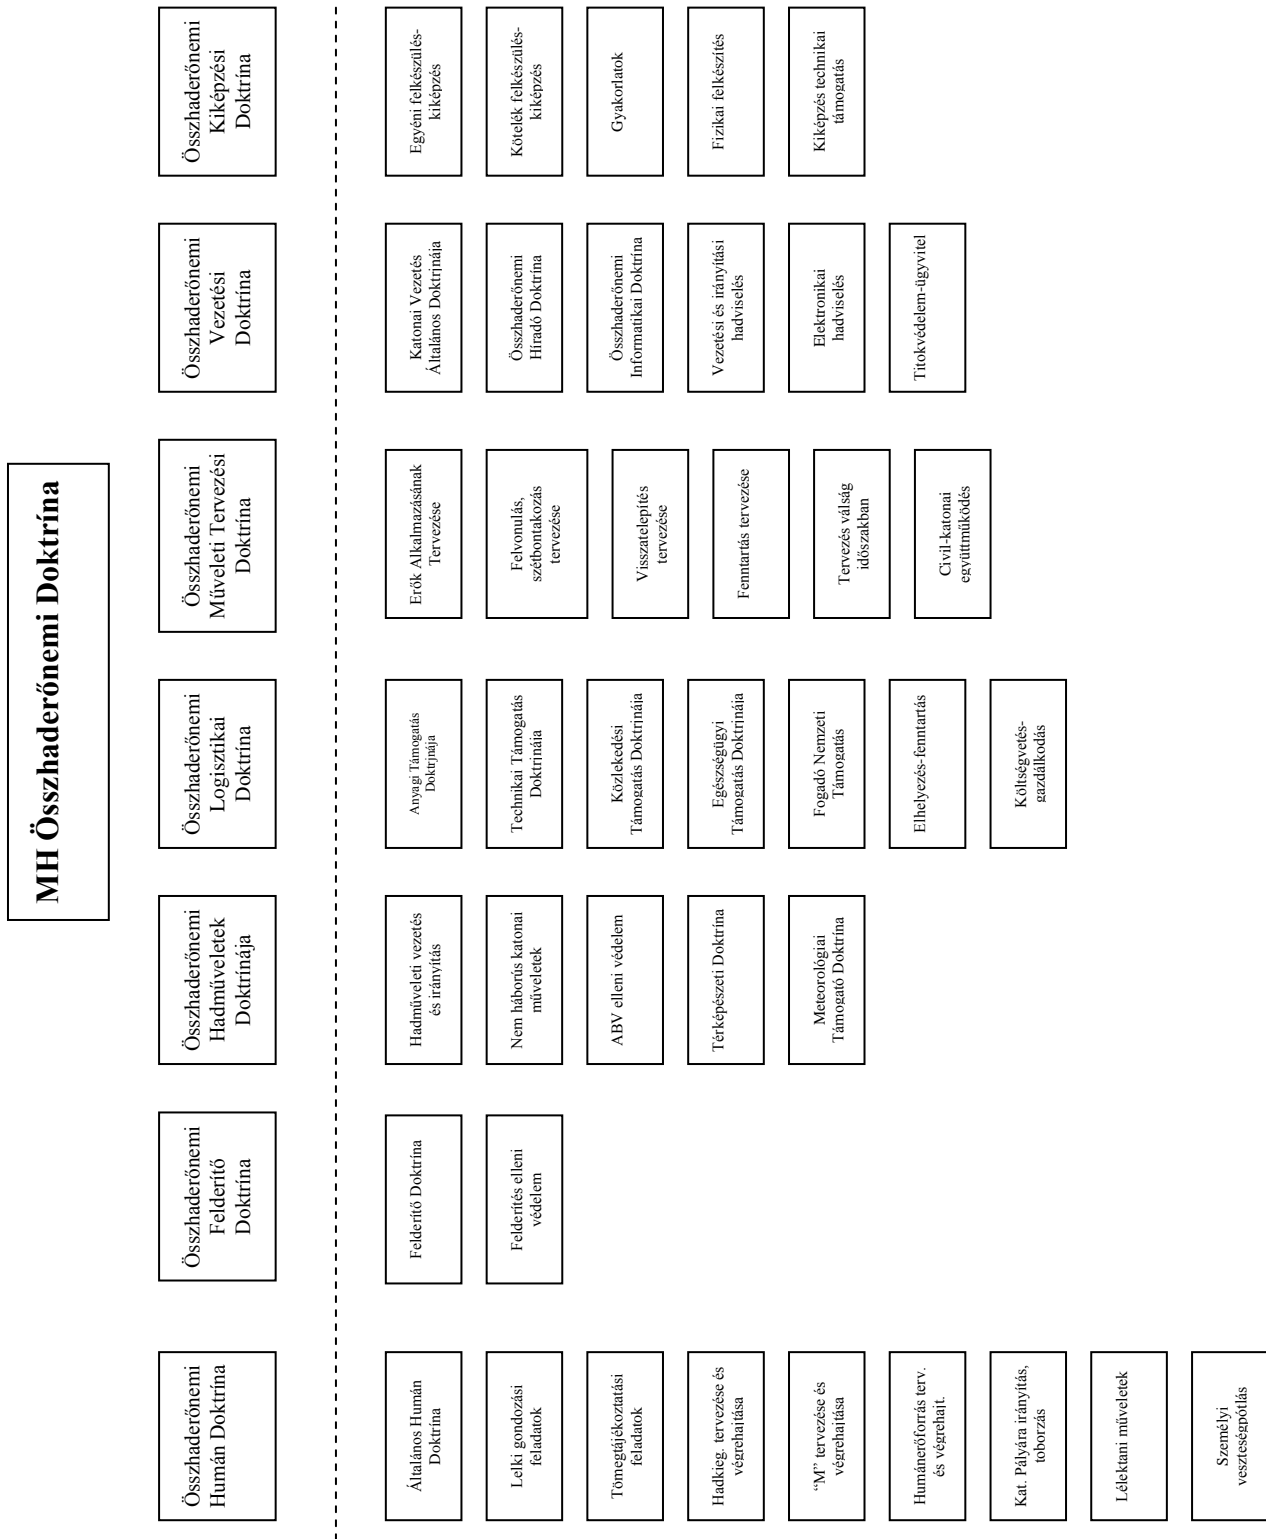 MH Összhaderőnemi Doktrína
Összhaderőnemi
Humán Doktrína
Összhaderőnemi
Felderítő
Doktrína
Összhaderőnemi
Hadműveletek
Doktrínája
Összhaderőnemi
Logisztikai
Doktrína
Összhaderőnemi
Műveleti Tervezési
Doktrína
Összhaderőnemi
Vezetési
Doktrína
Összhaderőnemi
Kiképzési
Doktrína
Általános Humán
Doktrína
Lelki gondozási
feladatok
Tömegtájékoztatási
feladatok
Hadkieg. tervezése és
végrehajtása
“M” tervezése és
végrehajtása
Humánerőforrás terv.
és végrehajt.
Kat. Pályára irányítás,
toborzás
Lélektani műveletek
Személyi
veszteségpótlás
Felderítő Doktrína
Felderítés elleni
védelem
Hadműveleti vezetés
és irányítás
Nem háborús katonai
műveletek
ABV elleni védelem
Térképészeti Doktrína
Meteorológiai
Támogató Doktrína
Anyagi Támogatás
Doktrínája
Technikai Támogatás
Doktrínája
Közlekedési
Támogatás Doktrínája
Egészségügyi
Támogatás Doktrínája
Fogadó Nemzeti
Támogatás
Elhelyezés-fenntartás
Költségvetés-
gazdálkodás
Erők Alkalmazásának
Tervezése
Felvonulás,
szétbontakozás
tervezése
Visszatelepítés
tervezése
Fenntartás tervezése
Tervezés válság
időszakban
Civil-katonai
együttműködés
Katonai Vezetés
Általános Doktrínája
Összhaderőnemi
Híradó Doktrína
Összhaderőnemi
Informatikai Doktrína
Vezetési és irányítási
hadviselés
Elektronikai
hadviselés
Titokvédelem-ügyvitel
Egyéni felkészülés-
kiképzés
Kötelék felkészülés-
kiképzés
Gyakorlatok
Fizikai felkészítés
Kiképzés technikai
támogatás